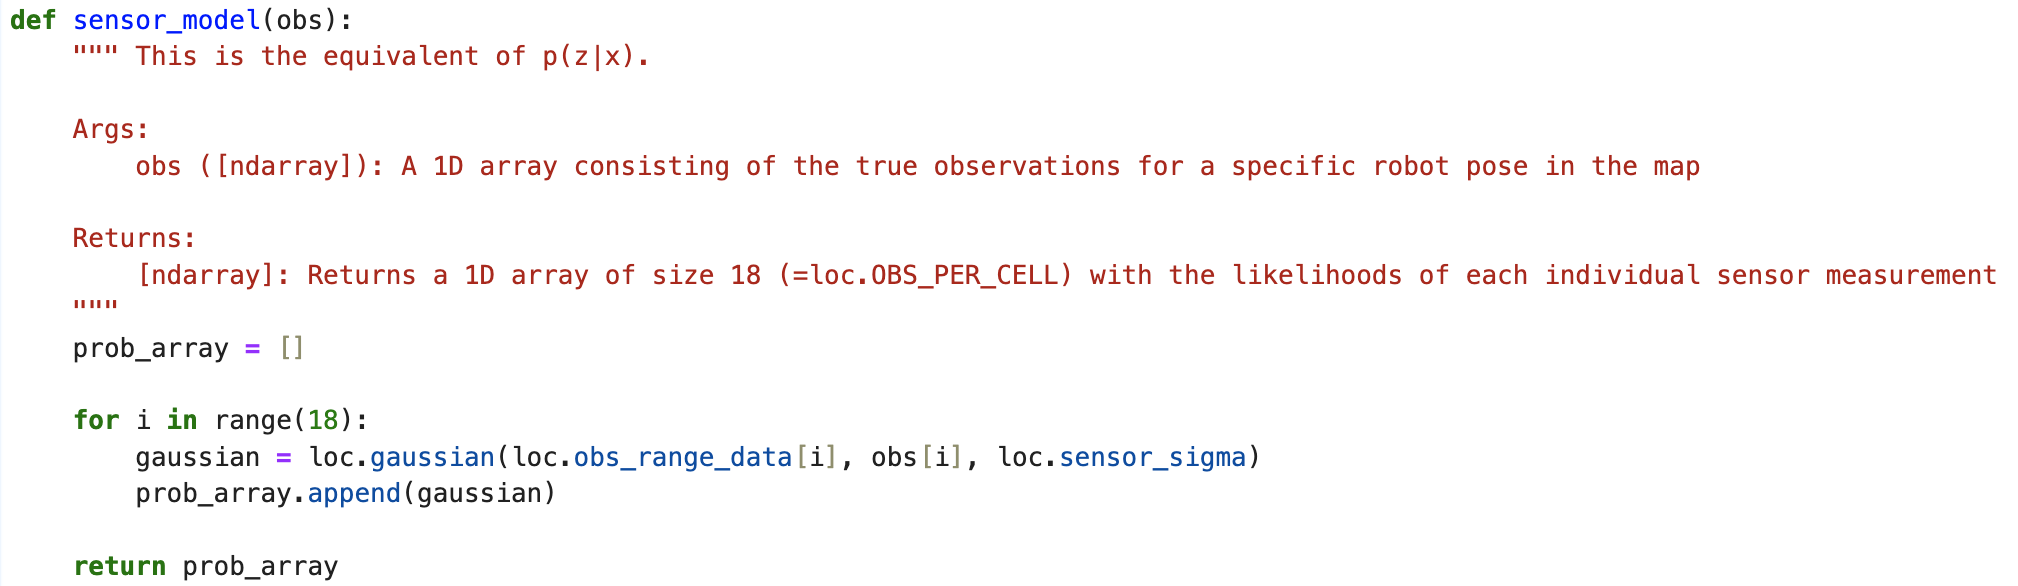 def sensor_model(obs):
    """ This is the equivalent of p(z|x).

    Args:
        obs ([ndarray]): A 1D array consisting of the true observations for a specific robot pose in the map

    Returns:
        [ndarray]: Returns a 1D array of size 18 (=loc.OBS_PER_CELL) with the likelihoods of each individual sensor measurement
    """
    prob_array = []

    for i in range(18):
        gaussian = loc.gaussian(loc.obs_range_data[i], obs[i], loc.sensor_sigma)
        prob_array.append(gaussian)

    return prob_array